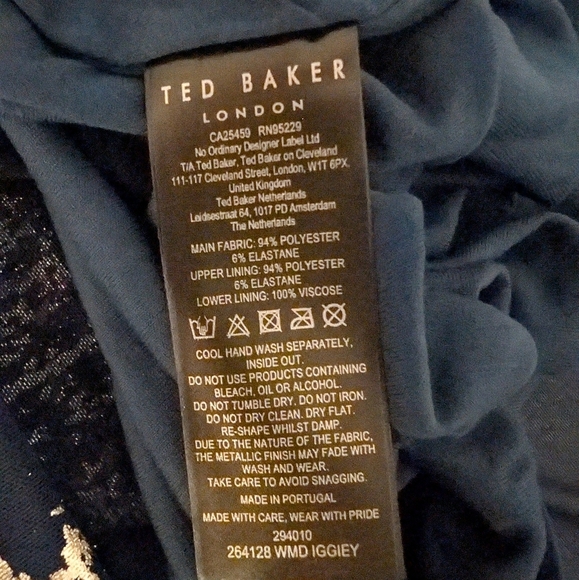 TED BAKER
LONDON
CA25459 RN95229
No Ordinary Designer Label Ltd
T/A Ted Baker, Ted Baker on Cleveland
111-117 Cleveland Street, London, W1T 6PX,
United Kingdom
Ted Baker Netherlands
Leidsestraat 64, 1017 PD Amsterdam
The Netherlands
MAIN FABRIC: 94% POLYESTER
6% ELASTANE
UPPER LINING: 94% POLYESTER
6% ELASTANE
LOWER LINING: 100% VISCOSE
COOL HAND WASH SEPARATELY,
INSIDE OUT.
DO NOT USE PRODUCTS CONTAINING
BLEACH, OIL OR ALCOHOL.
DO NOT TUMBLE DRY. DO NOT IRON.
DO NOT DRY CLEAN. DRY FLAT.
RE-SHAPE WHILST DAMP.
DUE TO THE NATURE OF THE FABRIC,
THE METALLIC FINISH MAY FADE WITH
WASH AND WEAR.
TAKE CARE TO AVOID SNAGGING.
MADE IN PORTUGAL
MADE WITH CARE, WEAR WITH PRIDE
294010
264128 WMD IGGIEY